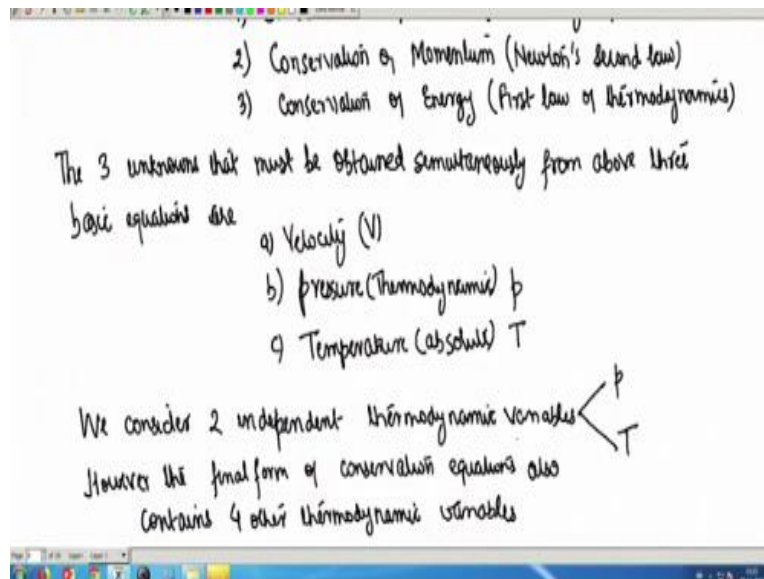 2) Conservation of Momentum (Newton's Second law)
3) Conservation of Energy (First law of thermodynamics)
The 3 unknowns that must be obtained simultaneously from above three
basic equations are
a) Velocity (V)
b) pressure (Thermodynamic) p
c) Temperature (absolute) T
We consider 2 independent thermodynamic variables p
T
However the final form of conservation equations also
contains 4 other thermodynamic variables